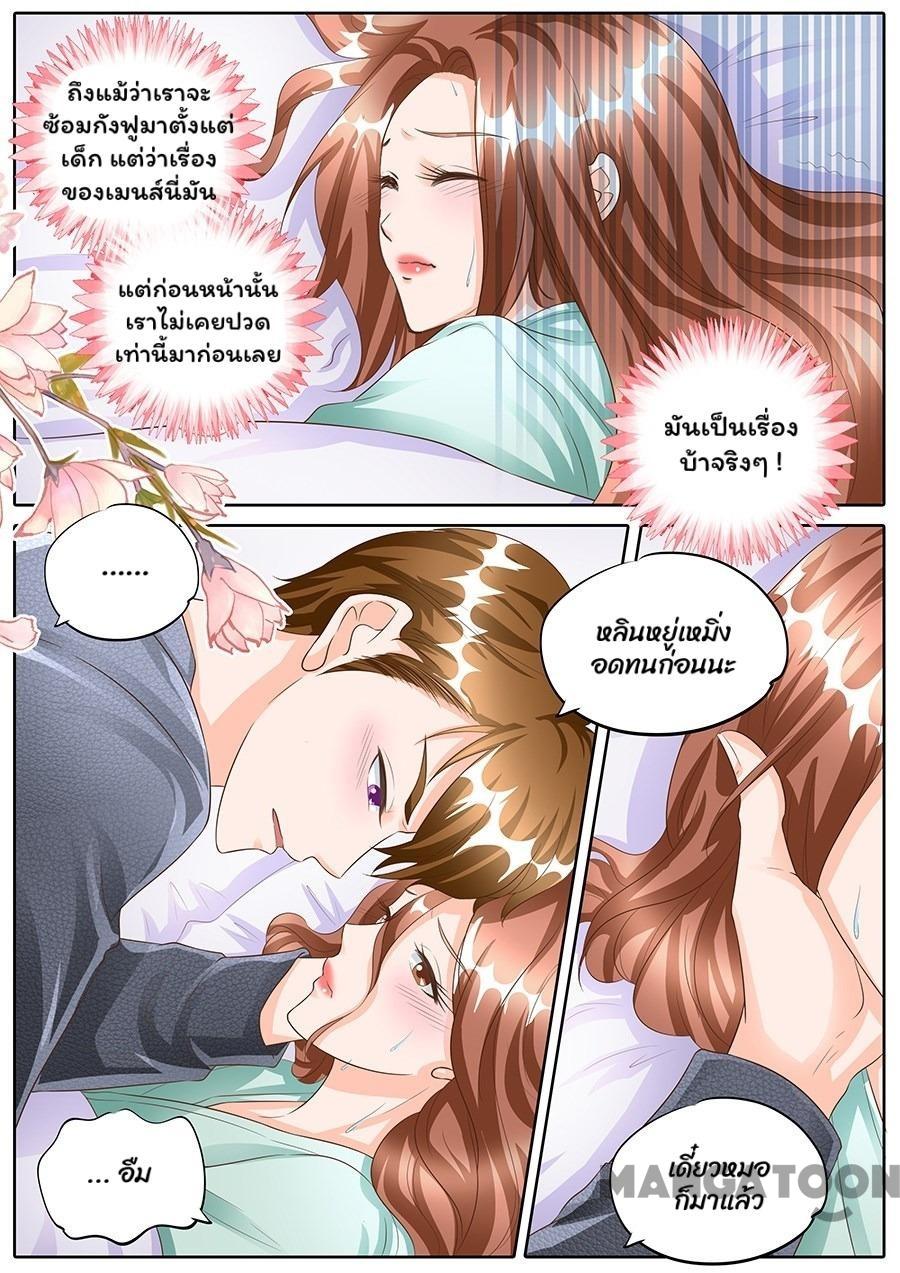 ถึงแม้ว่าเราจะ
ซ้อมกังฟูมาตั้งแต่
เด็ก แต่ว่าเรื่อง
ของเมนส์นี่มัน
แต่ก่อนหน้านั้น
เราไม่เคยปวด
เท่านี้มาก่อนเลย
มันเป็นเรื่อง
บ้าจริงๆ !
......
หลินหยู่เหมิ่ง
อดทนก่อนนะ
... อืม
เดี๋ยวหมอ
ก็มาแล้ว
MANGATOON